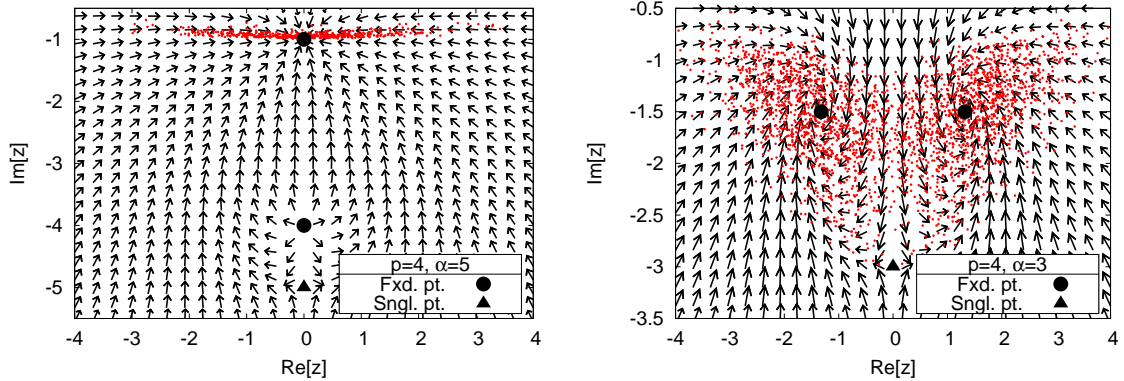 -1
-2
-3
-4
-5
Im[z]
-4 -3 -2 -1 0 1 2 3 4
Re[z]
p=4, α=5
Fxd. pt.
Sngl. pt.
-0.5
-1
-1.5
-2
-2.5
-3
-3.5
Im[z]
-4 -3 -2 -1 0 1 2 3 4
Re[z]
p=4, α=3
Fxd. pt.
Sngl. pt.